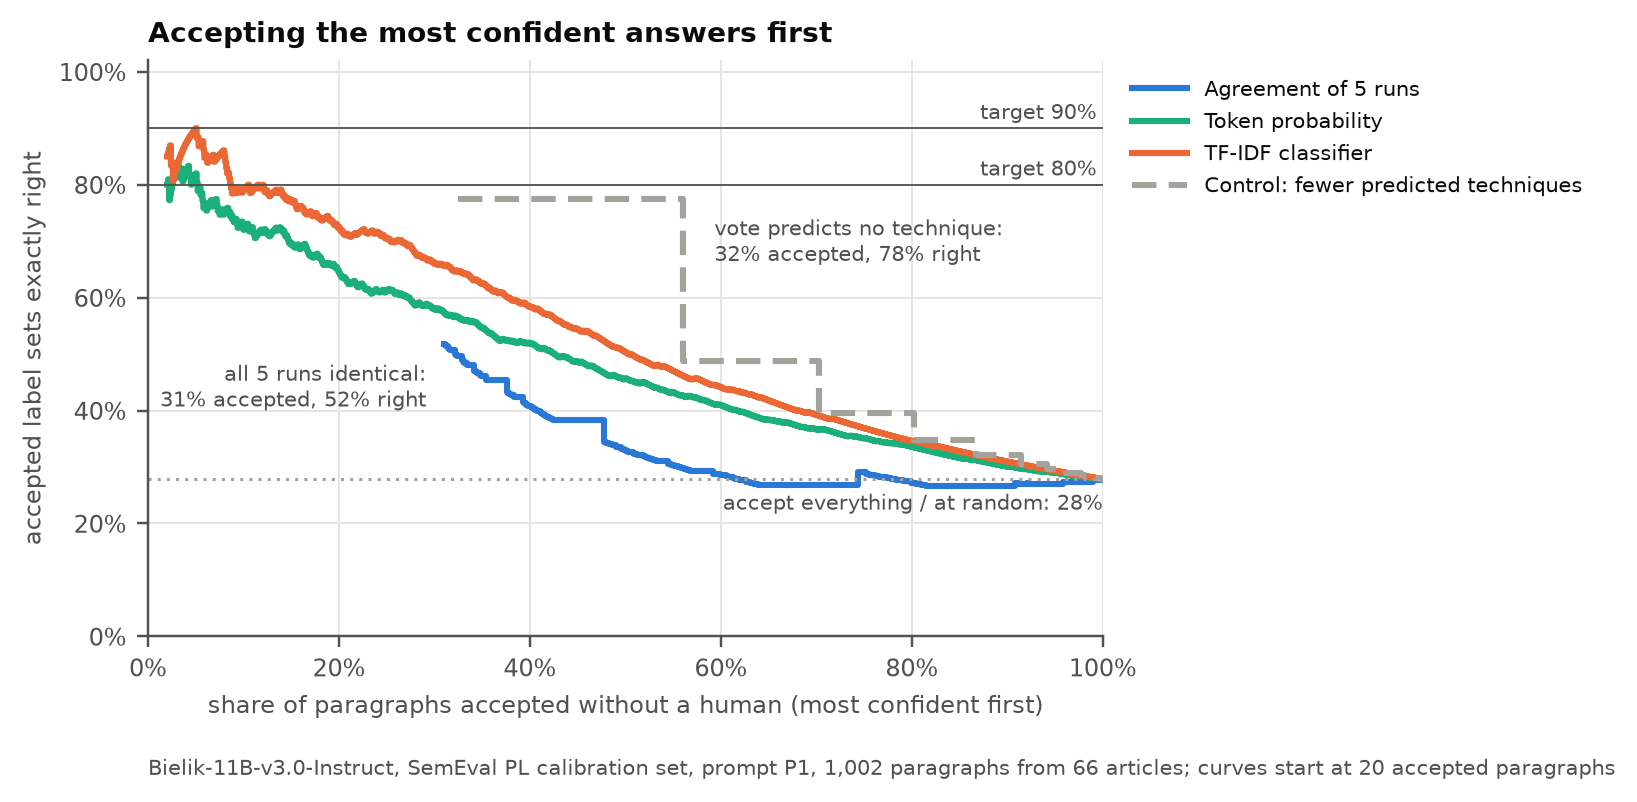 Accepting the most confident answers first
accepted label sets exactly right
100%
80%
60%
40%
20%
0%
target 90%
target 80%
vote predicts no technique:
32% accepted, 78% right
all 5 runs identical:
31% accepted, 52% right
accept everything / at random: 28%
0%
20%
40%
60%
80%
100%
share of paragraphs accepted without a human (most confident first)
Agreement of 5 runs
Token probability
TF-IDF classifier
Control: fewer predicted techniques
Bielik-11B-v3.0-Instruct, SemEval PL calibration set, prompt P1, 1,002 paragraphs from 66 articles; curves start at 20 accepted paragraphs